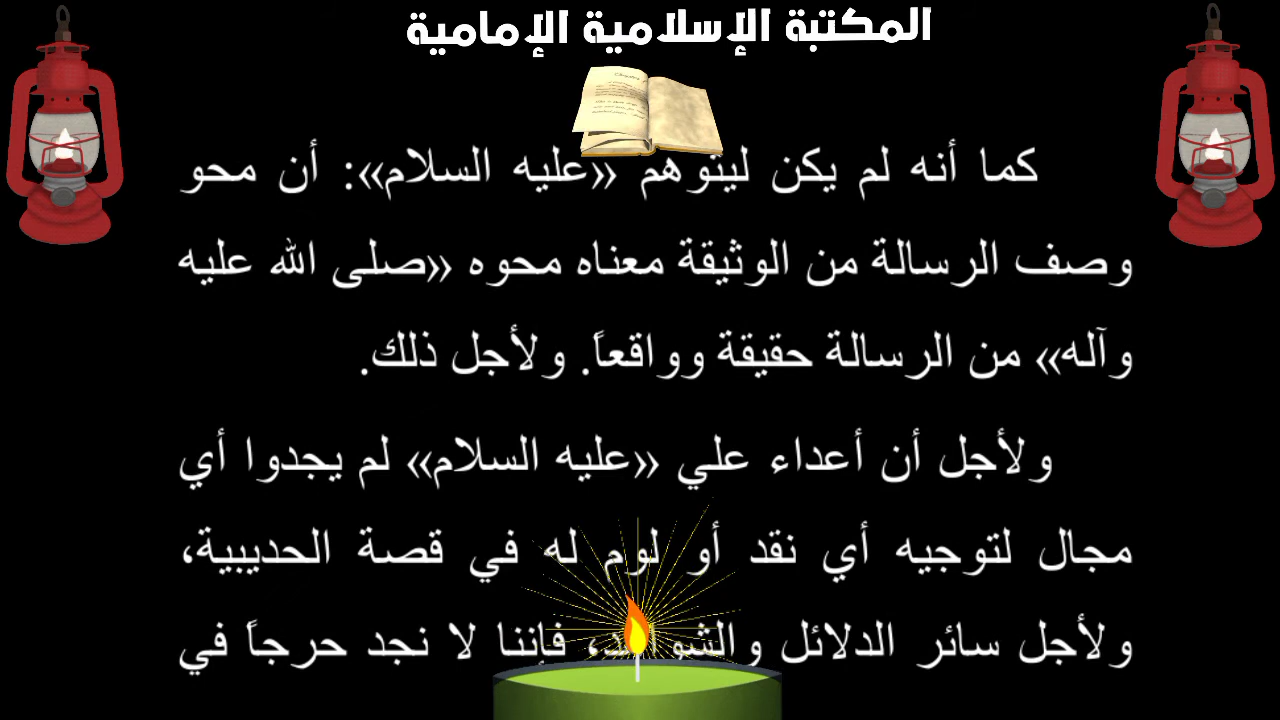 المكتبة الإسلامية الإمامية
كما أنه لم يكن ليتوهم «عليه السلام»: أن محو
وصف الرسالة من الوثيقة معناه محوه «صلى الله عليه
وآله» من الرسالة حقيقة وواقعاً. ولأجل ذلك.
ولأجل أن أعداء علي «عليه السلام» لم يجدوا أي
مجال لتوجيه أي نقد أو لوم له في قصة الحديبية،
ولأجل سائر الدلائل والشواهد، فإننا لا نجد حرجاً في